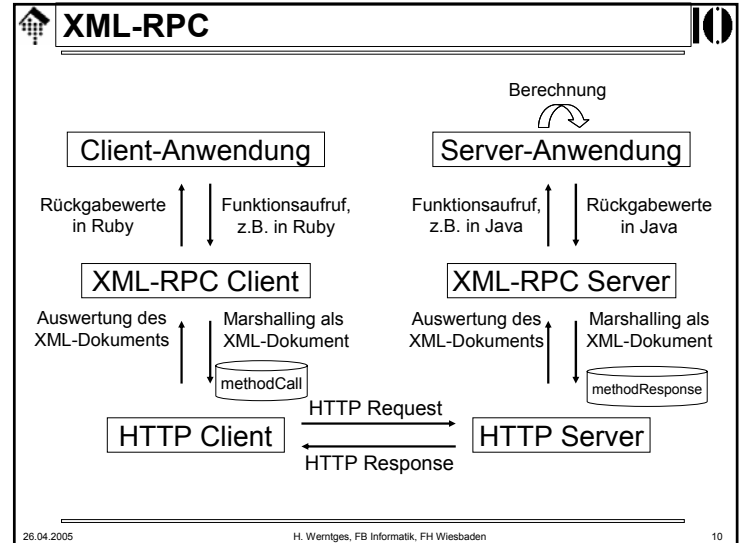 XML-RPC
Berechnung
Client-Anwendung
Server-Anwendung
Rückgabewerte
in Ruby
Funktionsaufruf,
z.B. in Ruby
Funktionsaufruf,
z.B. in Java
Rückgabewerte
in Java
XML-RPC Client
XML-RPC Server
Auswertung des
XML-Dokuments
Marshalling als
XML-Dokument
Auswertung des
XML-Dokuments
Marshalling als
XML-Dokument
methodCall
methodResponse
HTTP Request
HTTP Client
HTTP Server
HTTP Response
26.04.2005
H. Werntges, FB Informatik, FH Wiesbaden
10